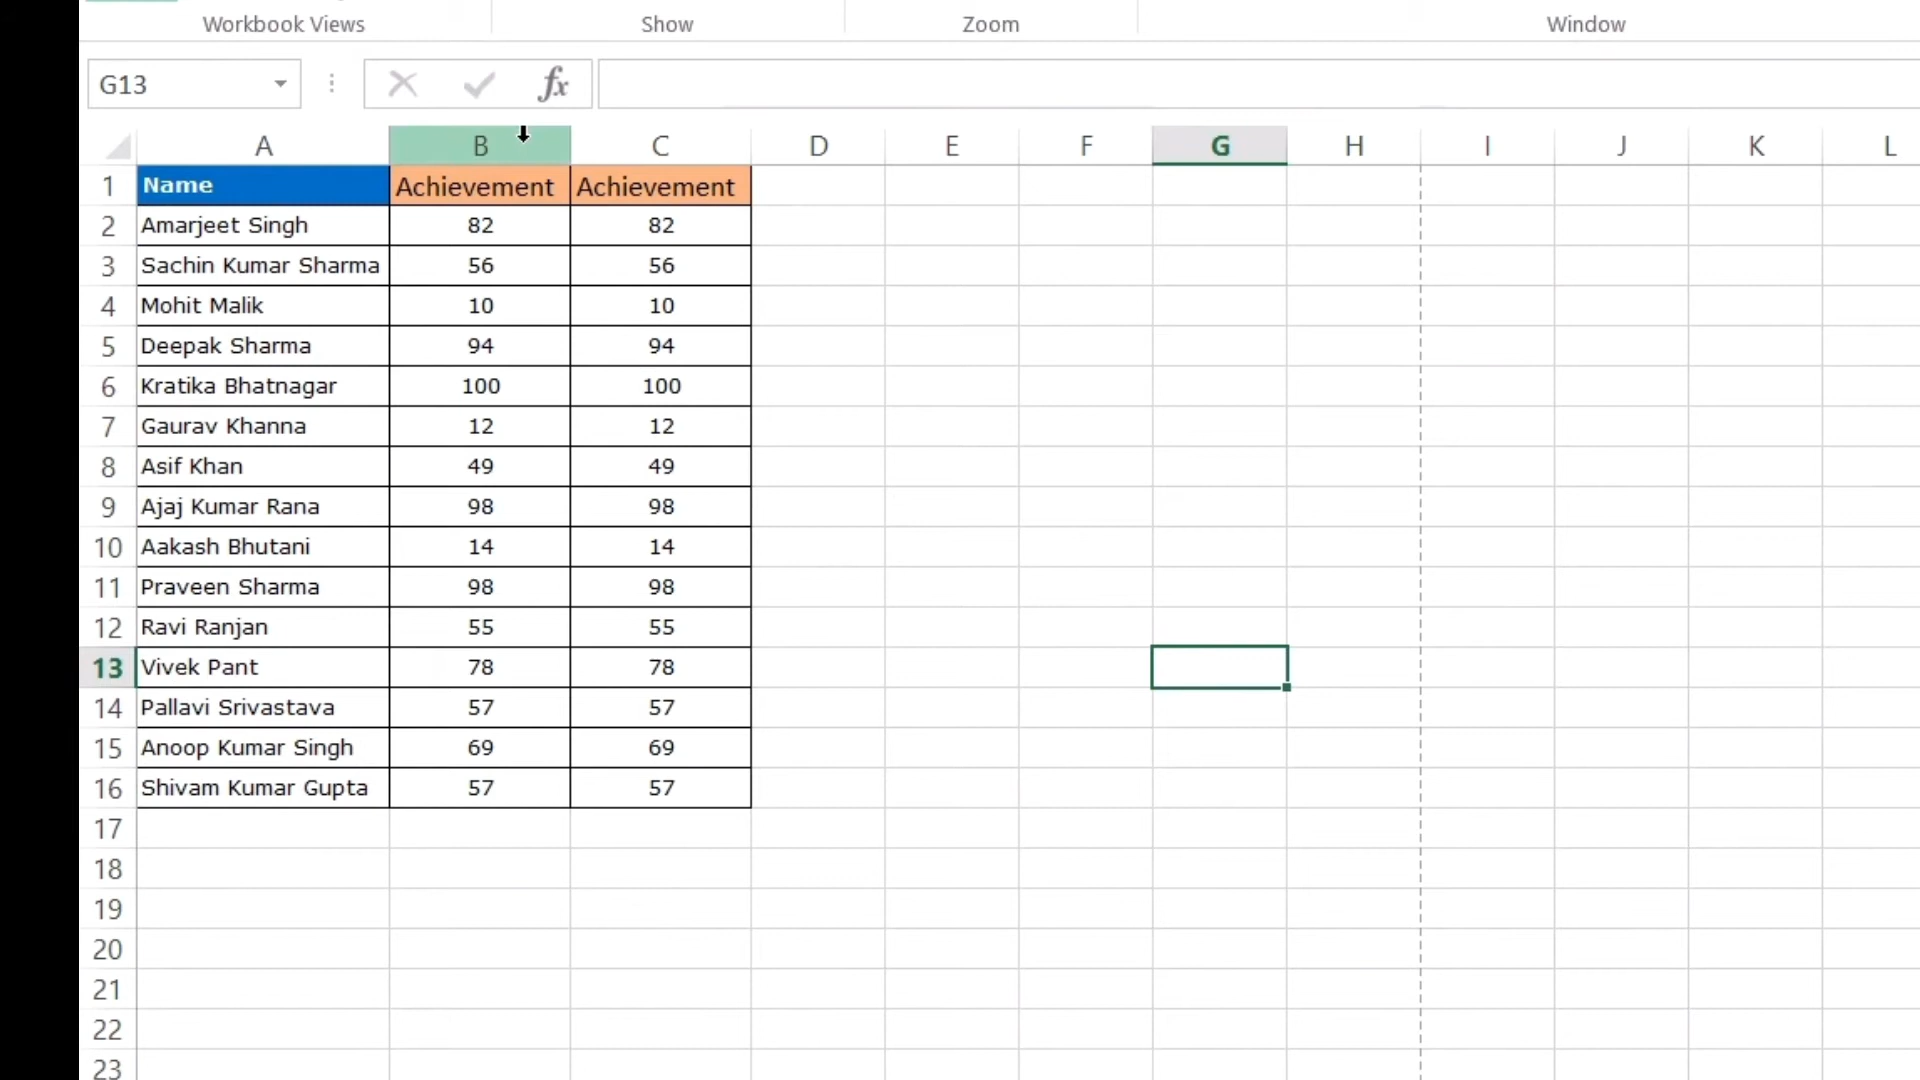 Workbook Views Show Zoom Window
G13 fx
A B C D E F G H I J K L
1 Name Achievement Achievement
2 Amarjeet Singh 82 82
3 Sachin Kumar Sharma 56 56
4 Mohit Malik 10 10
5 Deepak Sharma 94 94
6 Kratika Bhatnagar 100 100
7 Gaurav Khanna 12 12
8 Asif Khan 49 49
9 Ajaj Kumar Rana 98 98
10 Aakash Bhutani 14 14
11 Praveen Sharma 98 98
12 Ravi Ranjan 55 55
13 Vivek Pant 78 78
14 Pallavi Srivastava 57 57
15 Anoop Kumar Singh 69 69
16 Shivam Kumar Gupta 57 57
17
18
19
20
21
22
23